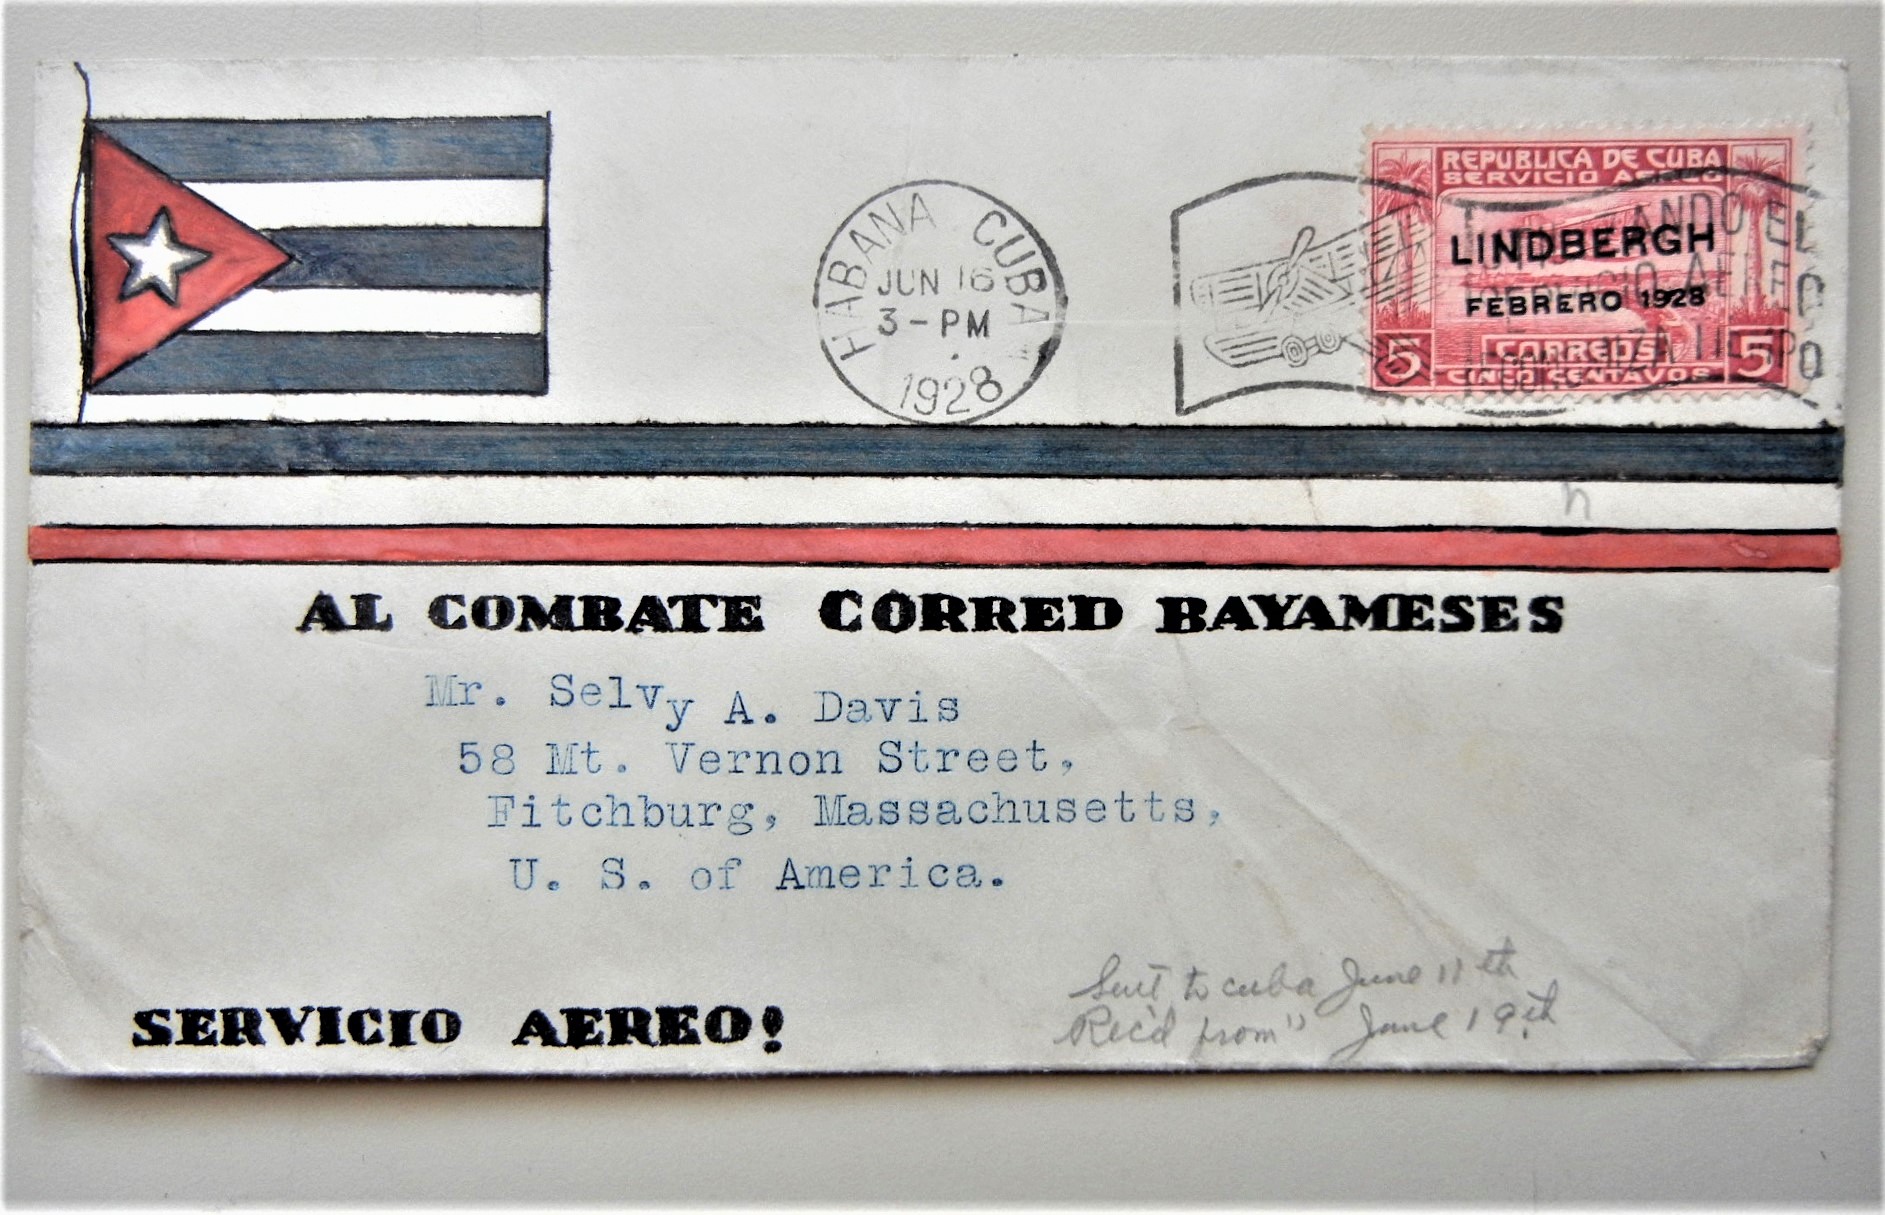 HABANA CUBA
JUN 16
3-PM
1928
REPUBLICA DE CUBA
SERVICIO AEREO
LINDBERGH
FEBRERO 1928
5 CORREOS 5
CINCO CENTAVOS
h
AL COMBATE CORRED BAYAMESES
Mr. Selvy A. Davis
58 Mt. Vernon Street,
Fitchburg, Massachusetts,
U. S. of America.
Sent to cuba June 11th
Rec'd from " June 19th
SERVICIO AEREO!